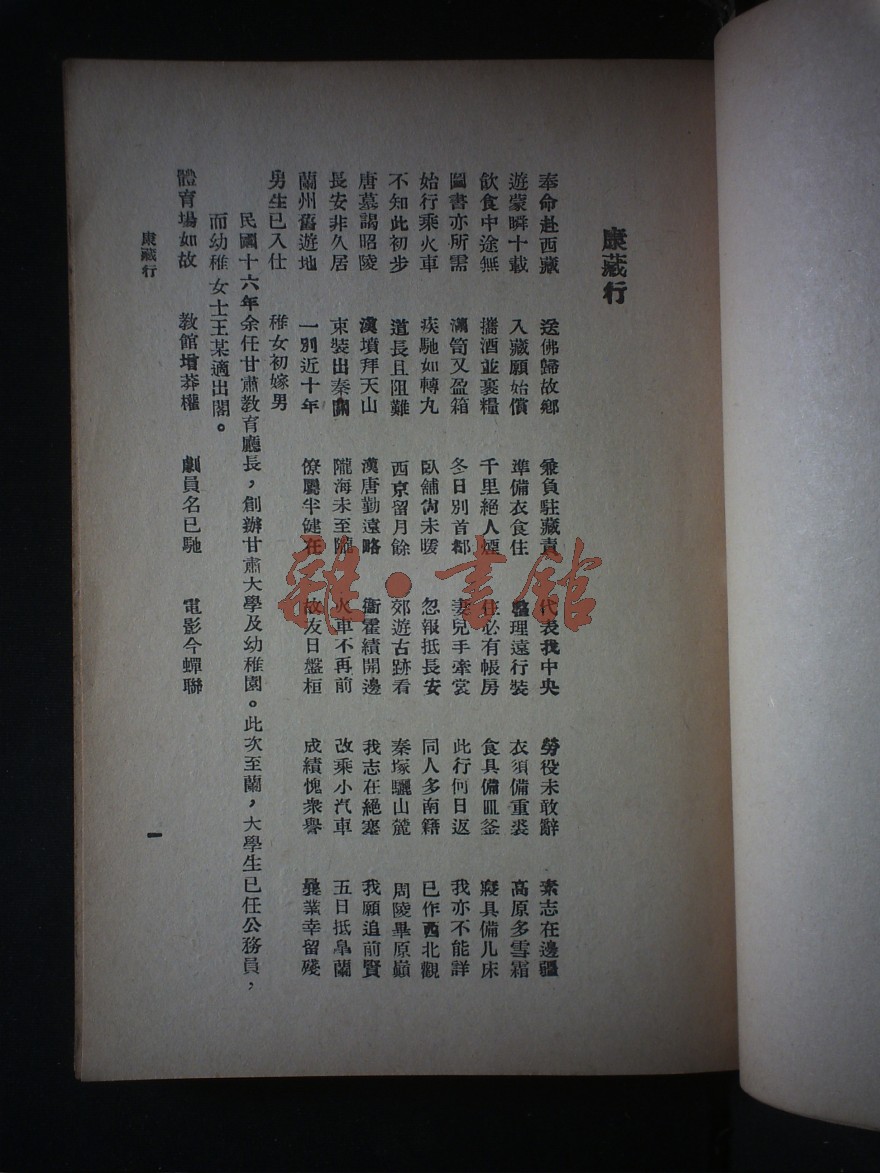 康藏行
奉命赴西藏　送佛歸故鄉　兼負駐藏責　代表我中央　勞役未敢辭　素志在邊疆
遊蒙瞬十載　入藏願始償　準備衣食住　整理遠行裝　衣須備重裘　高原多雪霜
飲食中途無　攜酒並裹糧　千里絕人煙　住必有帳房　食具備皿釜　寢具備几床
圖書亦所需　滿笥又盈箱　冬日別首都　妻兒手牽裳　此行何日返　我亦不能詳
始行乘火車　疾馳如轉丸　臥舖尚未暖　忽報抵長安　同人多南籍　已作西北觀
不知此初步　道長且阻難　西京留月餘　郊遊古跡看　秦塚驪山麓　周陵畢原巔
唐墓謁昭陵　漢墳拜天山　漢唐勤遠略　衞霍績開邊　我志在絕塞　我願追前賢
長安非久居　束裝出秦關　隴海未至隴　火車不再前　改乘小汽車　五日抵臯蘭
蘭州舊遊地　一別近十年　僚屬半健在　故友日盤桓　成績愧衆譽　　業幸留殘
男生已入仕　稚女初嫁男
民國十六年余任甘肅教育廳長，創辦甘肅大學及幼稚園。此次至蘭，大學生已任公務員，
而幼稚女士王某適出閣。
體育場如故　教館增莽權　劇員名已馳　電影今蟬聯
康藏行
一
雜·書館